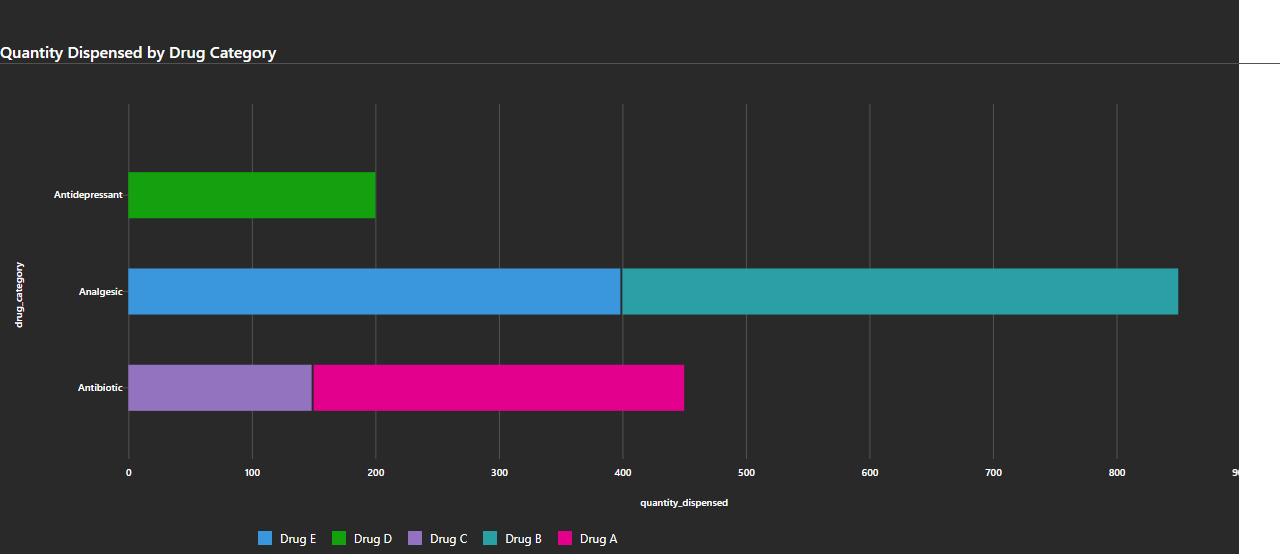 Quantity Dispensed by Drug Category
drug_category
Antidepressant
Analgesic
Antibiotic
0 100 200 300 400 500 600 700 800
quantity_dispensed
Drug E Drug D Drug C Drug B Drug A